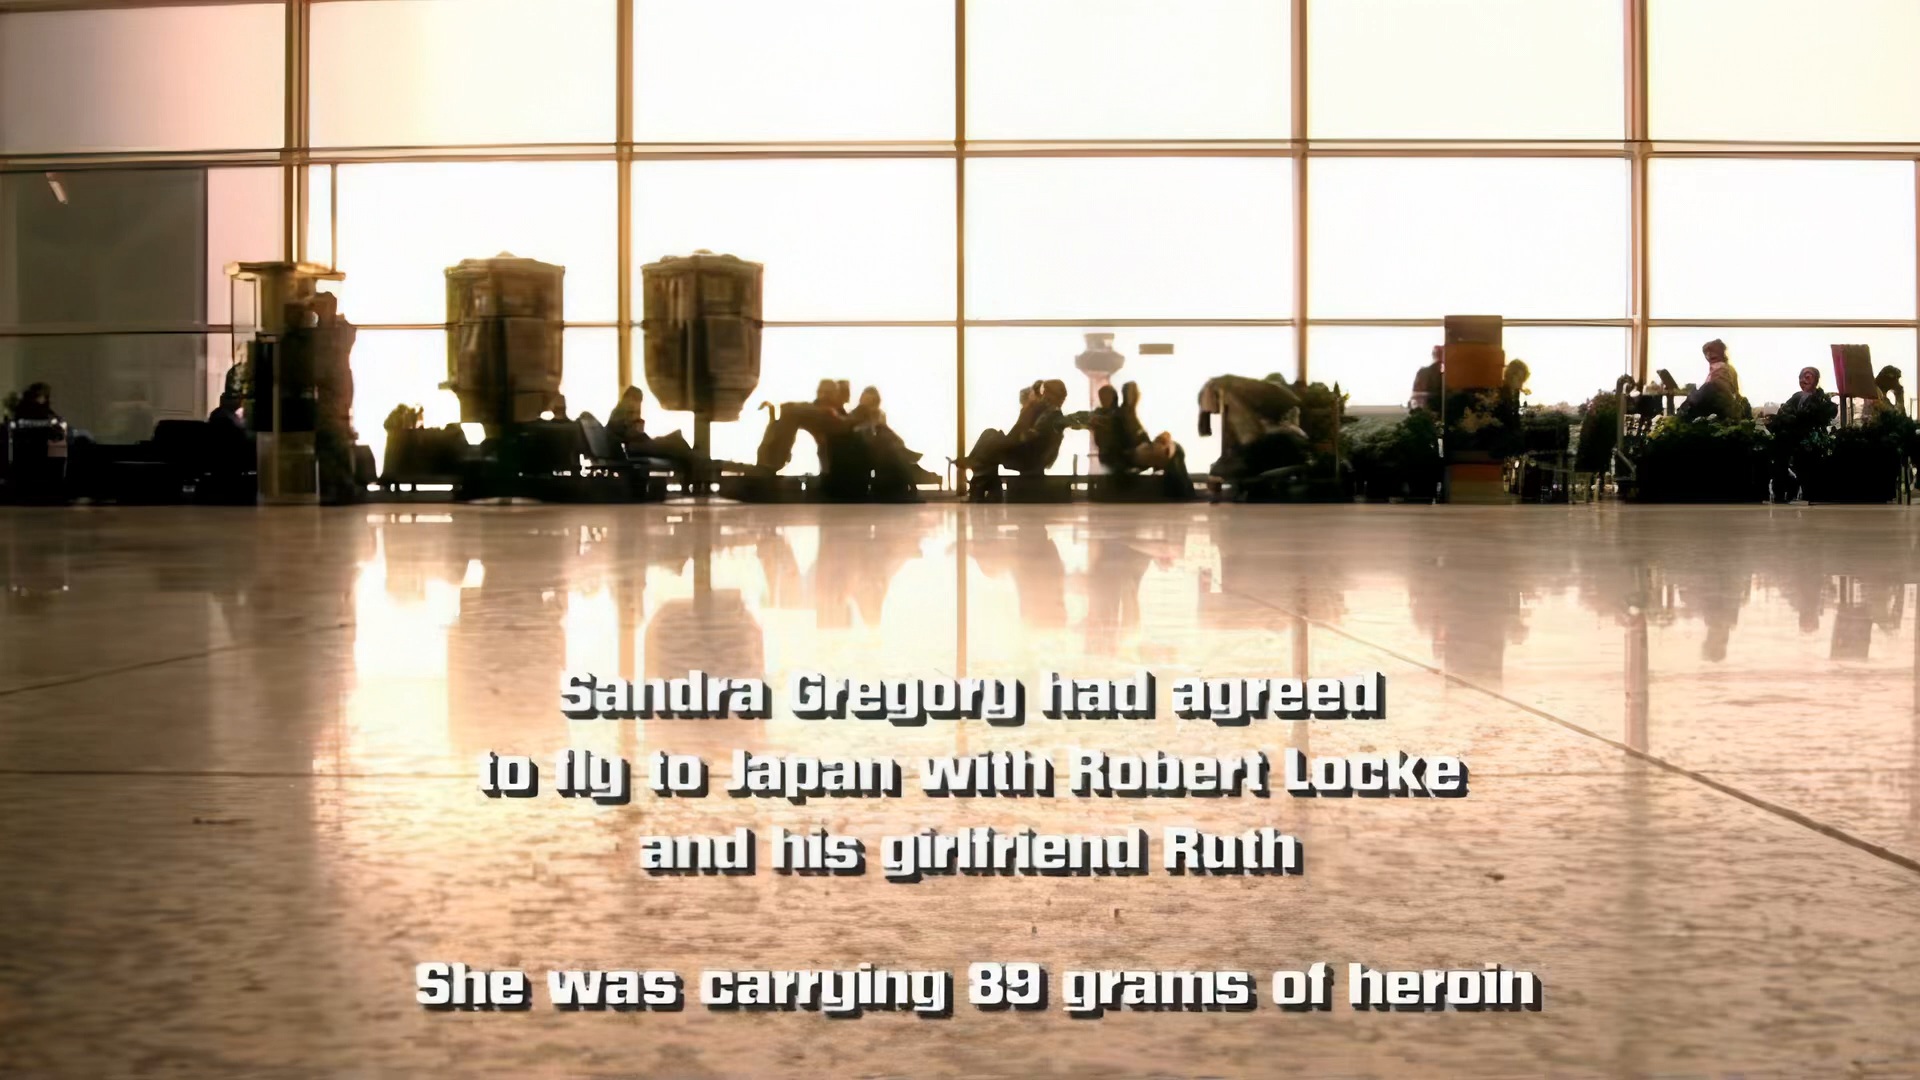 Sandra Gregory had agreed
to fly to Japan with Robert Locke
and his girlfriend Ruth
She was carrying 89 grams of heroin